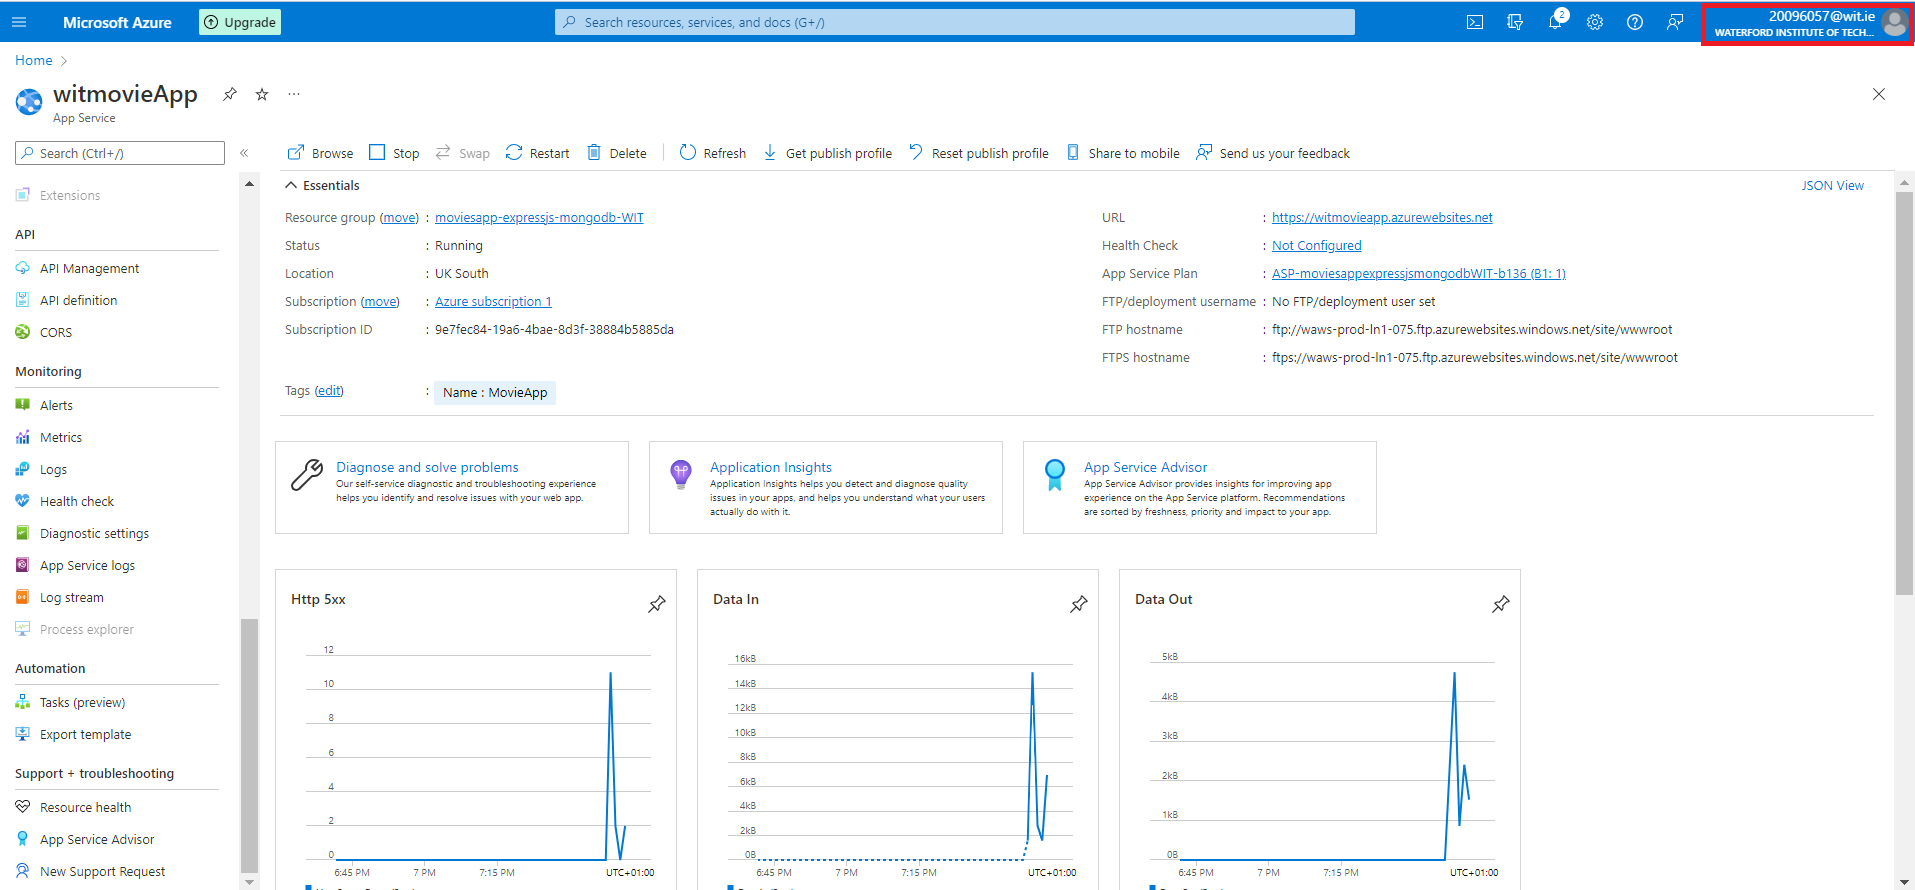 Microsoft Azure
Upgrade
Search resources, services, and docs (G+/)
2
20096057@wit.ie
WATERFORD INSTITUTE OF TECH...
Home
witmovieApp
App Service
Search (Ctrl+/)
«
Browse
Stop
Swap
Restart
Delete
Refresh
Get publish profile
Reset publish profile
Share to mobile
Send us your feedback
Extensions
API
API Management
API definition
CORS
Monitoring
Alerts
Metrics
Logs
Health check
Diagnostic settings
App Service logs
Log stream
Process explorer
Automation
Tasks (preview)
Export template
Support + troubleshooting
Resource health
App Service Advisor
New Support Request
Essentials
JSON View
Resource group (move) : moviesapp-expressjs-mongodb-WIT
Status : Running
Location : UK South
Subscription (move) : Azure subscription 1
Subscription ID : 9e7fec84-19a6-4bae-8d3f-38884b5885da
URL : https://witmovieapp.azurewebsites.net
Health Check : Not Configured
App Service Plan : ASP-moviesappexpressjsmongodbWIT-b136 (B1: 1)
FTP/deployment username : No FTP/deployment user set
FTP hostname : ftp://waws-prod-ln1-075.ftp.azurewebsites.windows.net/site/wwwroot
FTPS hostname : ftps://waws-prod-ln1-075.ftp.azurewebsites.windows.net/site/wwwroot
Tags (edit) : Name : MovieApp
Diagnose and solve problems
Our self-service diagnostic and troubleshooting experience
helps you identify and resolve issues with your web app.
Application Insights
Application Insights helps you detect and diagnose quality
issues in your apps, and helps you understand what your users
actually do with it.
App Service Advisor
App Service Advisor provides insights for improving app
experience on the App Service platform. Recommendations
are sorted by freshness, priority and impact to your app.
Http 5xx
12
10
8
6
4
2
0
6:45 PM 7 PM 7:15 PM UTC+01:00
Data In
16kB
14kB
12kB
10kB
8kB
6kB
4kB
2kB
0B
6:45 PM 7 PM 7:15 PM UTC+01:00
Data Out
5kB
4kB
3kB
2kB
1kB
0B
6:45 PM 7 PM 7:15 PM UTC+01:00